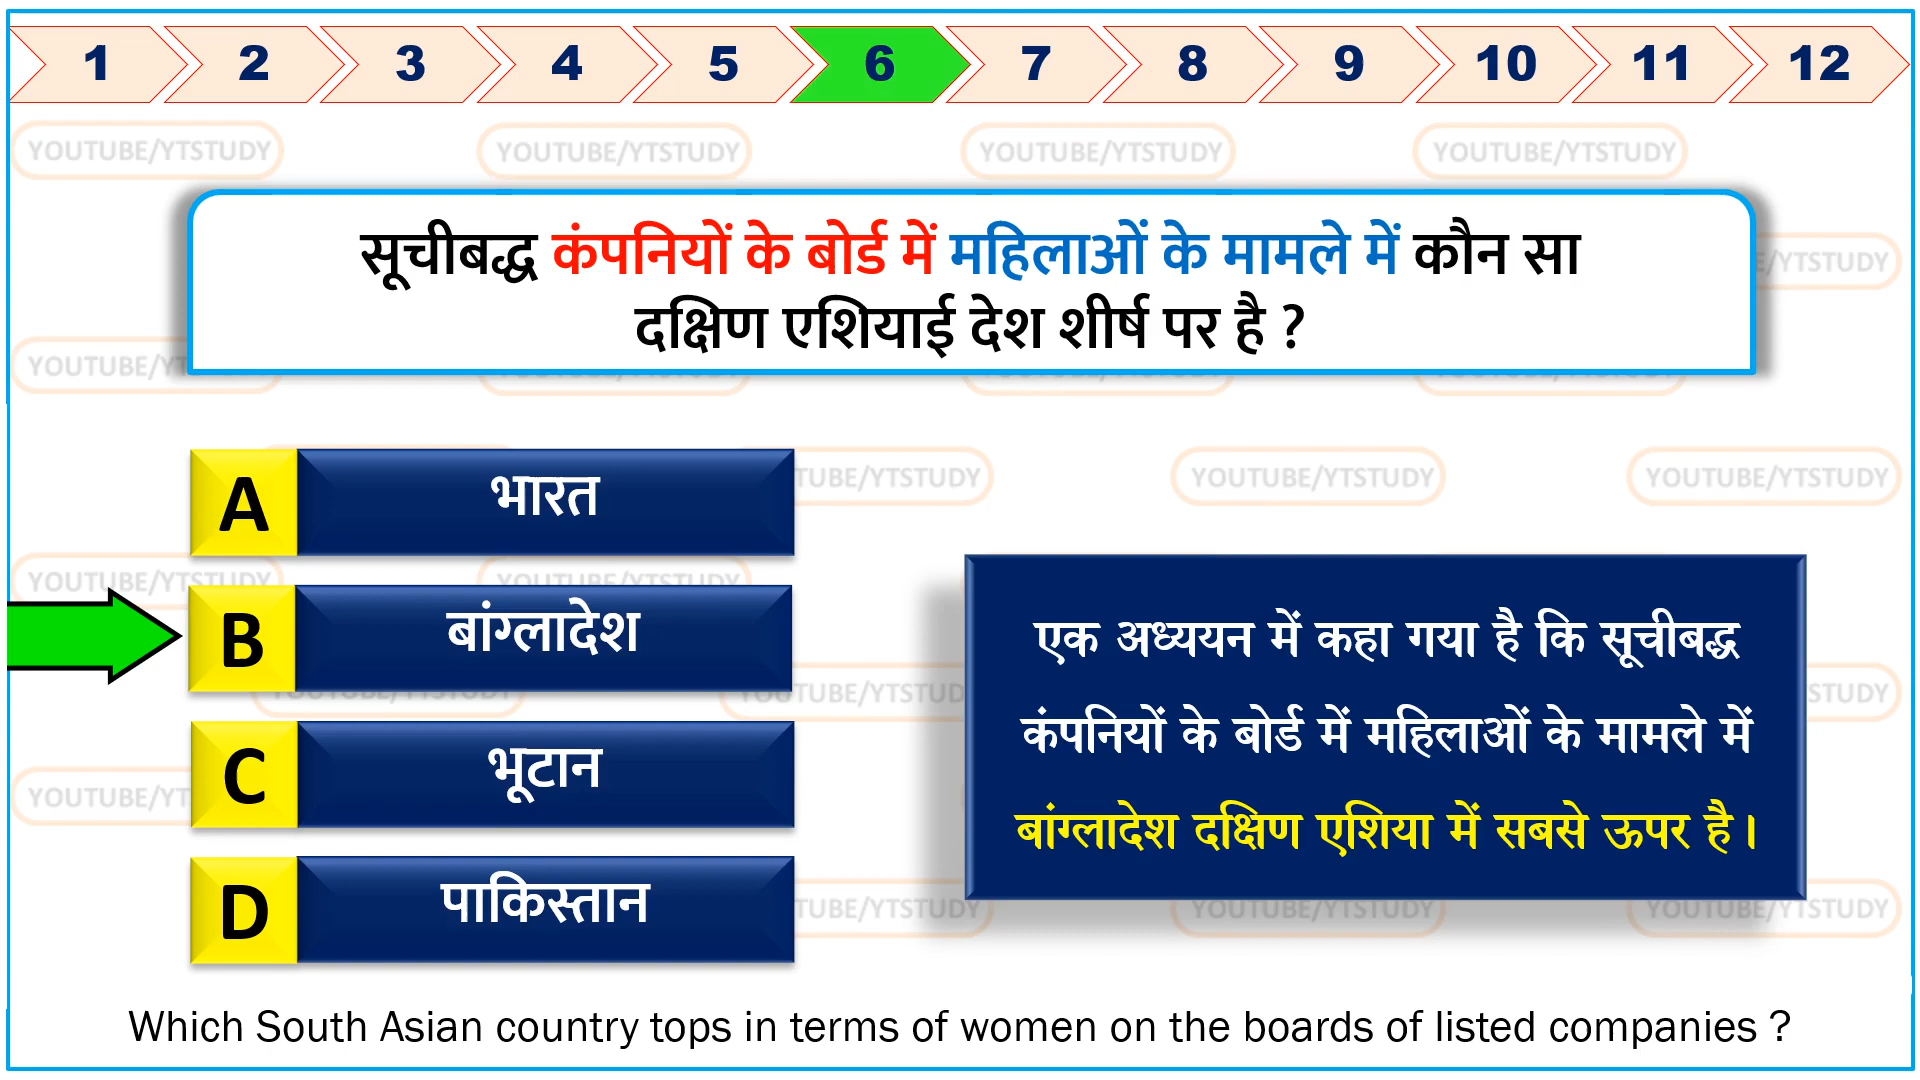 1 2 3 4 5 6 7 8 9 10 11 12
YOUTUBE/YTSTUDY YOUTUBE/YTSTUDY YOUTUBE/YTSTUDY YOUTUBE/YTSTUDY
सूचीबद्ध कंपनियों के बोर्ड में महिलाओं के मामले में कौन सा
दक्षिण एशियाई देश शीर्ष पर है ?
A भारत
B बांग्लादेश
C भूटान
D पाकिस्तान
एक अध्ययन में कहा गया है कि सूचीबद्ध
कंपनियों के बोर्ड में महिलाओं के मामले में
बांग्लादेश दक्षिण एशिया में सबसे ऊपर है।
Which South Asian country tops in terms of women on the boards of listed companies ?